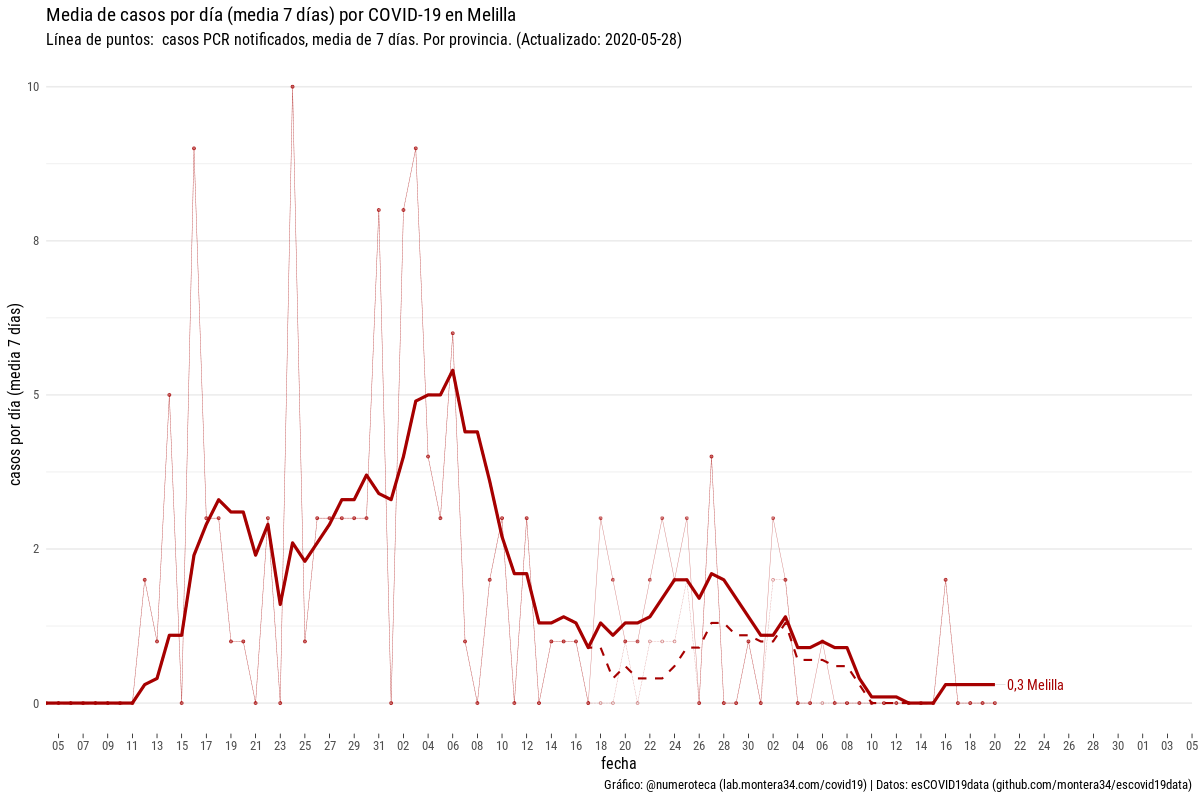 Media de casos por día (media 7 días) por COVID-19 en Melilla
Línea de puntos:  casos PCR notificados, media de 7 días. Por provincia. (Actualizado: 2020-05-28)
casos por día (media 7 días)
10
8
5
2
0
0,3 Melilla
05 07 09 11 13 15 17 19 21 23 25 27 29 31 02 04 06 08 10 12 14 16 18 20 22 24 26 28 30 02 04 06 08 10 12 14 16 18 20 22 24 26 28 30 01 03 05
fecha
Gráfico: @numeroteca (lab.montera34.com/covid19) | Datos: esCOVID19data (github.com/montera34/escovid19data)